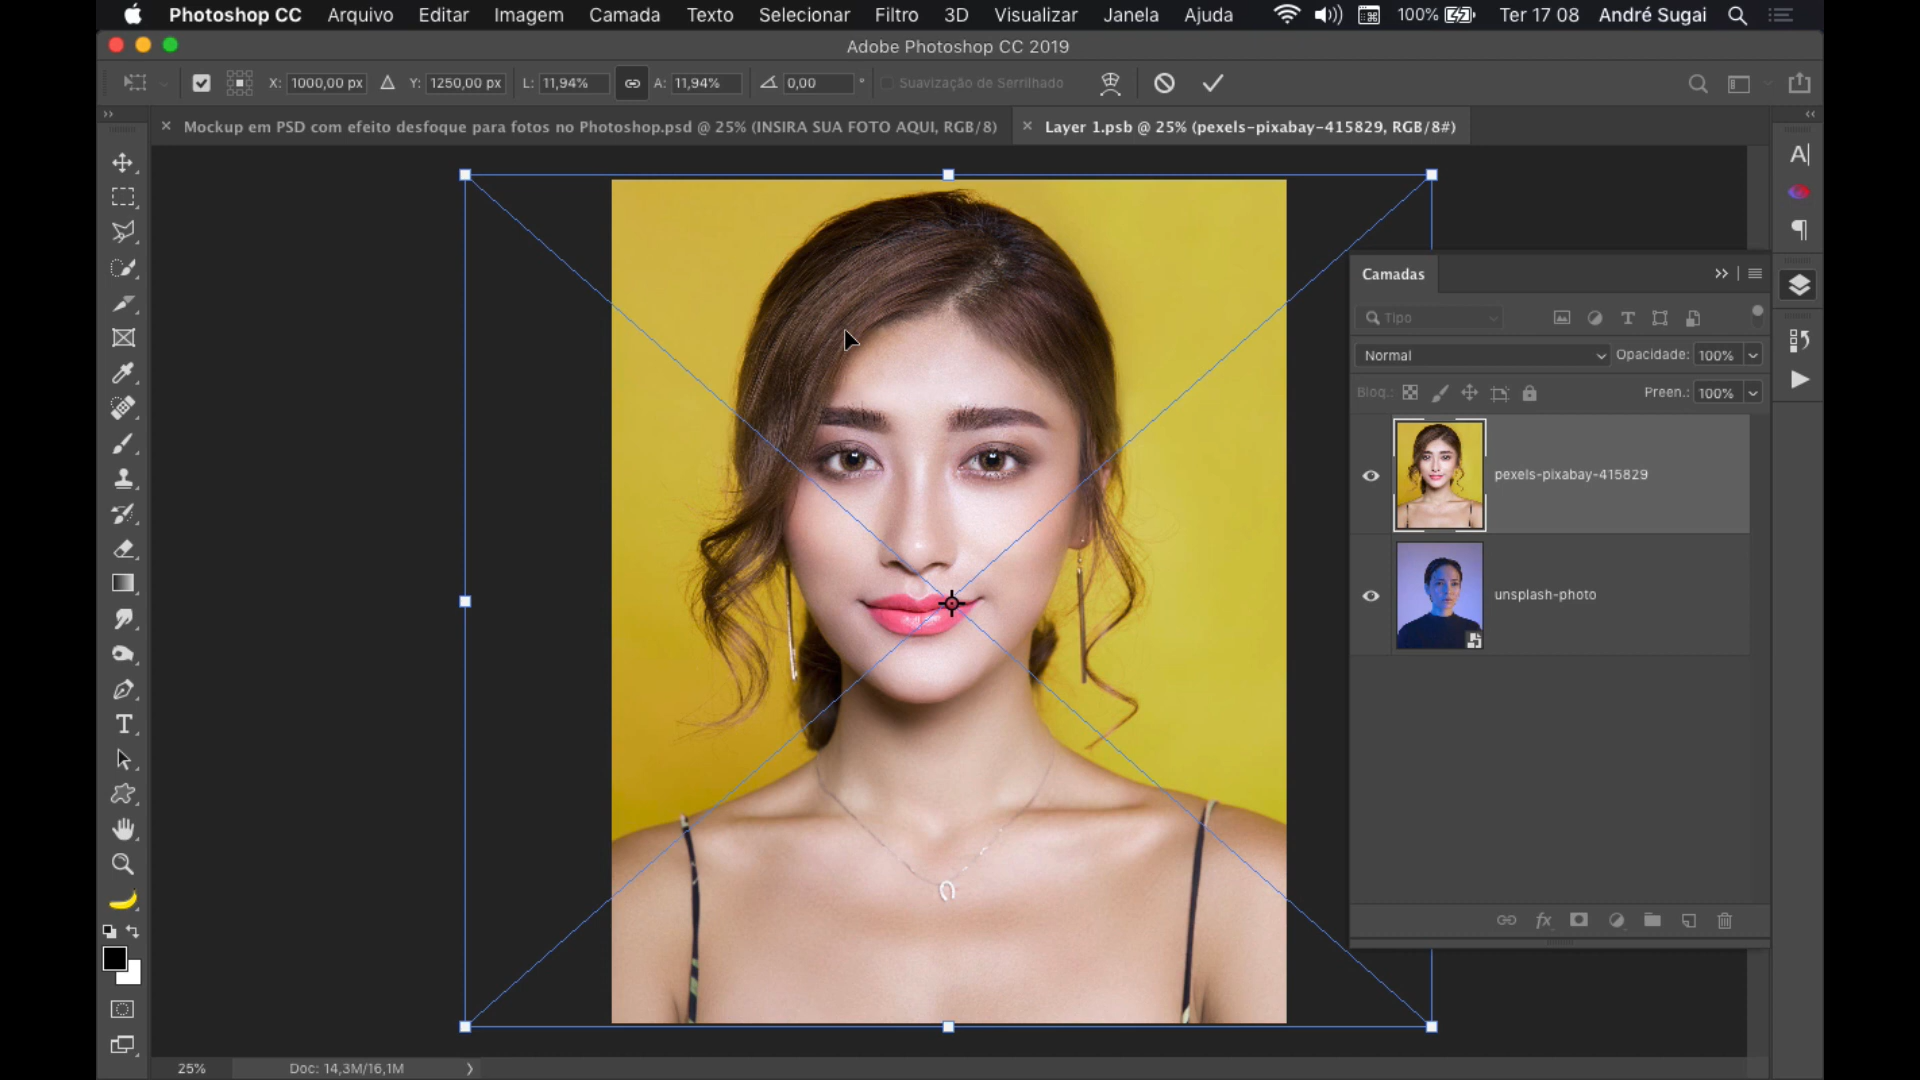 Photoshop CC Arquivo Editar Imagem Camada Texto Selecionar Filtro 3D Visualizar Janela Ajuda 100% Ter 17 08 André Sugai
Adobe Photoshop CC 2019
X: 1000,00 px Y: 1250,00 px L: 11,94% A: 11,94% 0,00 ° Suavização de Serrilhado
Mockup em PSD com efeito desfoque para fotos no Photoshop.psd @ 25% (INSIRA SUA FOTO AQUI, RGB/8) Layer 1.psb @ 25% (pexels-pixabay-415829, RGB/8#)
Camadas
Tipo
Normal Opacidade: 100%
Bloq.: Preen.: 100%
pexels-pixabay-415829
unsplash-photo
25% Doc: 14,3M/16,1M